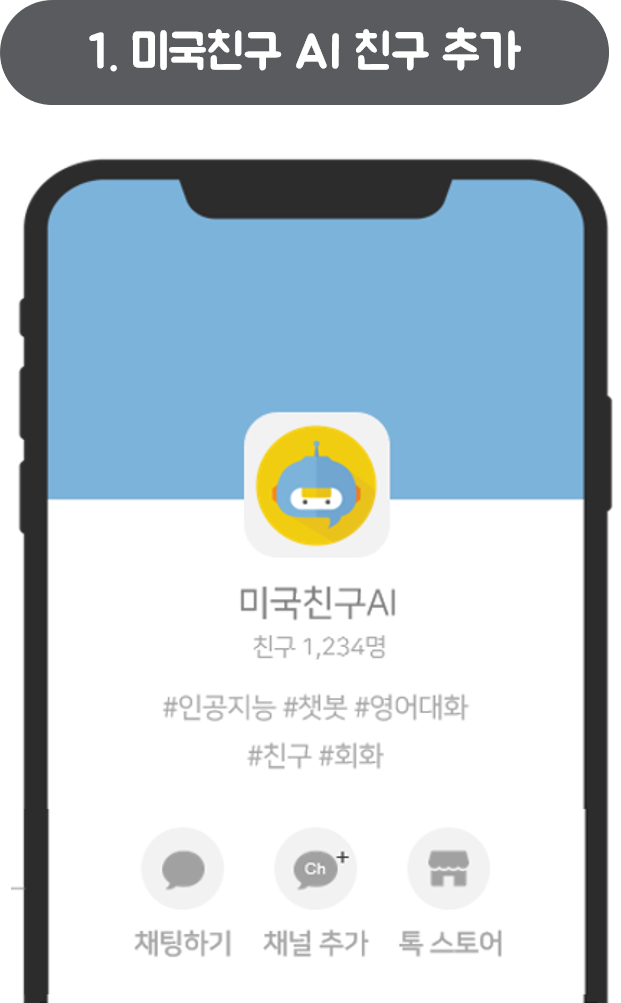 1. 미국친구 AI 친구 추가
미국친구AI
친구 1,234명
#인공지능 #챗봇 #영어대화
#친구 #회화
Ch+
채팅하기 채널 추가 톡 스토어